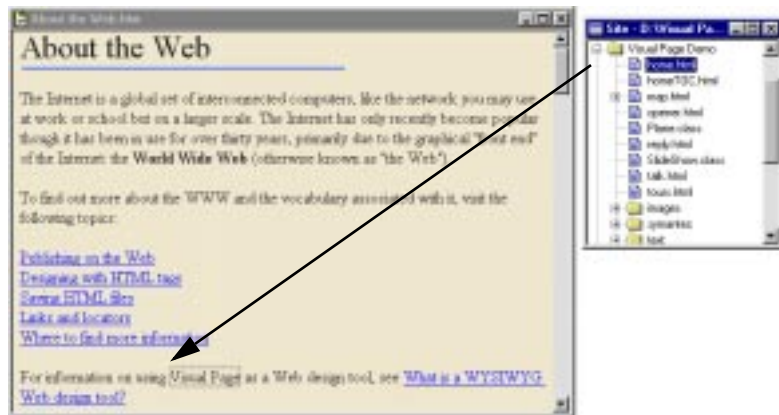 About the Web.htm
About the Web
The Internet is a global set of interconnected computers, like the network you may use
at work or school but on a larger scale. The Internet has only recently become popular
though it has been in use for over thirty years, primarily due to the graphical "front end"
of the Internet: the World Wide Web (otherwise known as "the Web")
To find out more about the WWW and the vocabulary associated with it, visit the
following topics:
Publishing on the Web
Designing with HTML tags
Saving HTML files
Links and locators
Where to find more information
For information on using Visual Page as a Web design tool, see What is a WYSIWYG
Web design tool?
Site - D:\Visual Pa...
Visual Page Demo
home.html
homeTOC.html
map.html
opener.html
Phone.class
reply.html
SlideShow.class
talk.html
tours.html
images
symantec
text